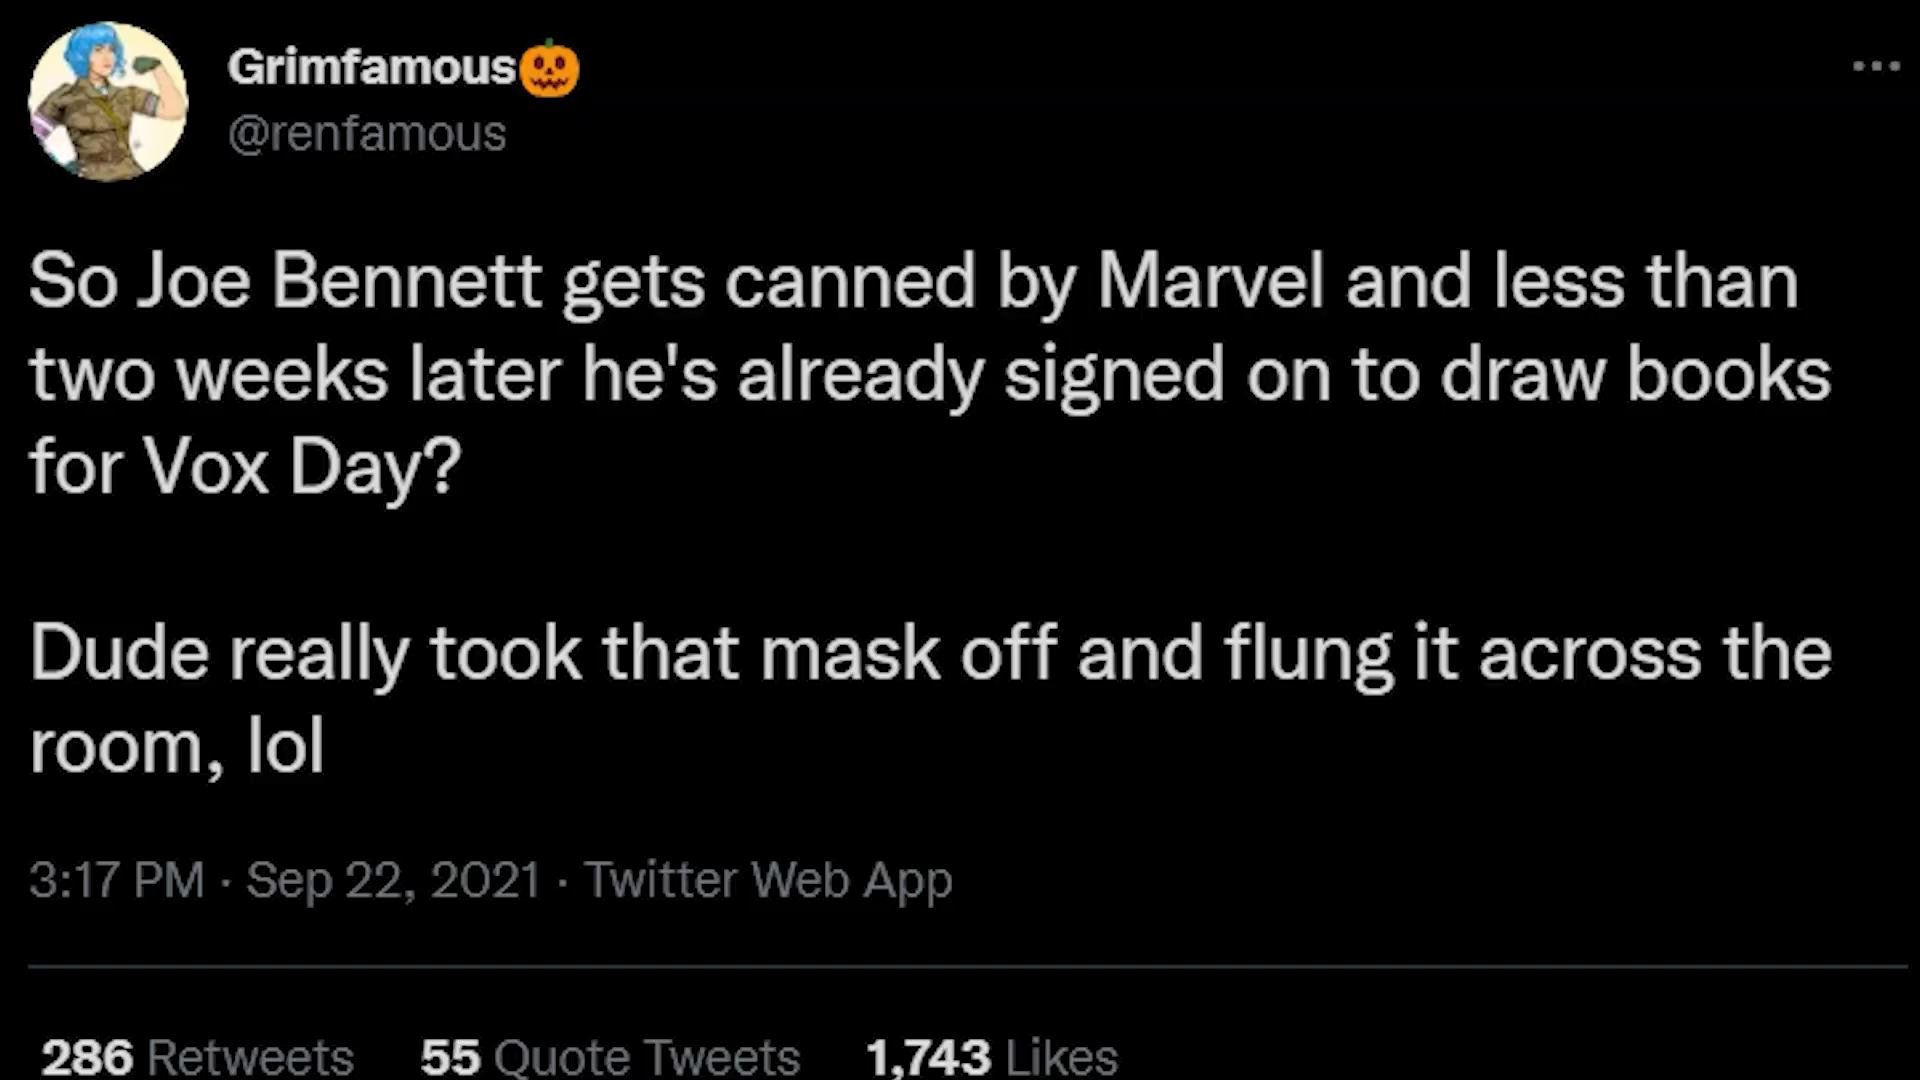 Grimfamous🎃
@renfamous
So Joe Bennett gets canned by Marvel and less than
two weeks later he's already signed on to draw books
for Vox Day?
Dude really took that mask off and flung it across the
room, lol
3:17 PM · Sep 22, 2021 · Twitter Web App
286 Retweets 55 Quote Tweets 1,743 Likes